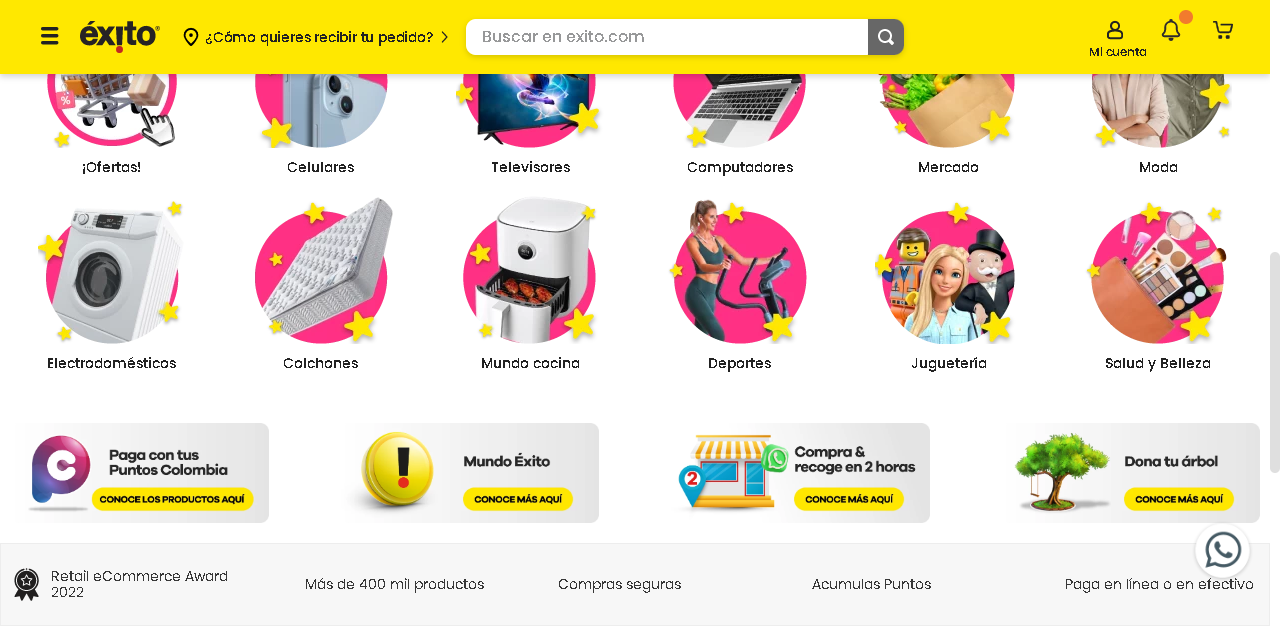 éxito
¿Cómo quieres recibir tu pedido?
Buscar en exito.com
Mi cuenta
%
¡Ofertas!
Celulares
Televisores
Computadores
Mercado
Moda
Electrodomésticos
Colchones
Mundo cocina
Deportes
Juguetería
Salud y Belleza
Paga con tus
Puntos Colombia
CONOCE LOS PRODUCTOS AQUÍ
Mundo Éxito
CONOCE MÁS AQUÍ
2
Compra &
recoge en 2 horas
CONOCE MÁS AQUÍ
Dona tu árbol
CONOCE MÁS AQUÍ
Retail eCommerce Award
2022
Más de 400 mil productos
Compras seguras
Acumulas Puntos
Paga en línea o en efectivo